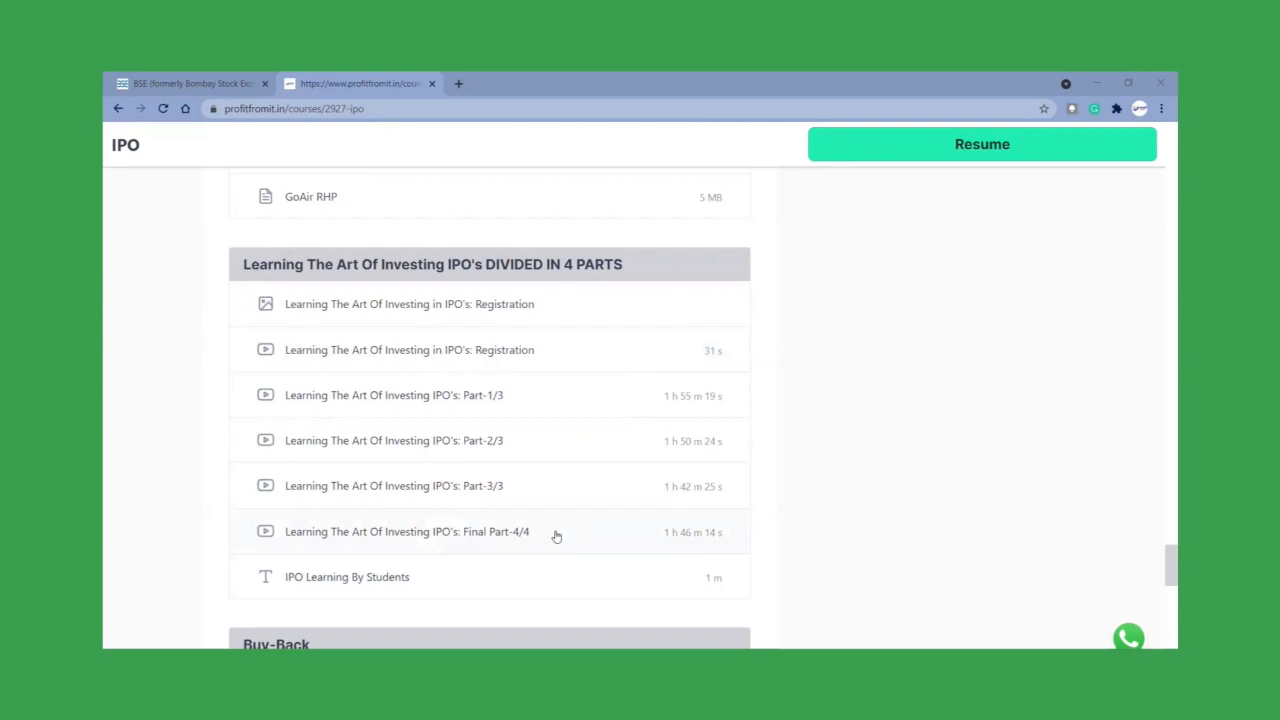 BSE (formerly Bombay Stock Exc
https://www.profitfromit.in/cour
profitfromit.in/courses/2927-ipo
IPO
Resume
GoAir RHP
5 MB
Learning The Art Of Investing IPO's DIVIDED IN 4 PARTS
Learning The Art Of Investing in IPO's: Registration
Learning The Art Of Investing in IPO's: Registration
31 s
Learning The Art Of Investing IPO's: Part-1/3
1 h 55 m 19 s
Learning The Art Of Investing IPO's: Part-2/3
1 h 50 m 24 s
Learning The Art Of Investing IPO's: Part-3/3
1 h 42 m 25 s
Learning The Art Of Investing IPO's: Final Part-4/4
1 h 46 m 14 s
IPO Learning By Students
1 m
Buy-Back